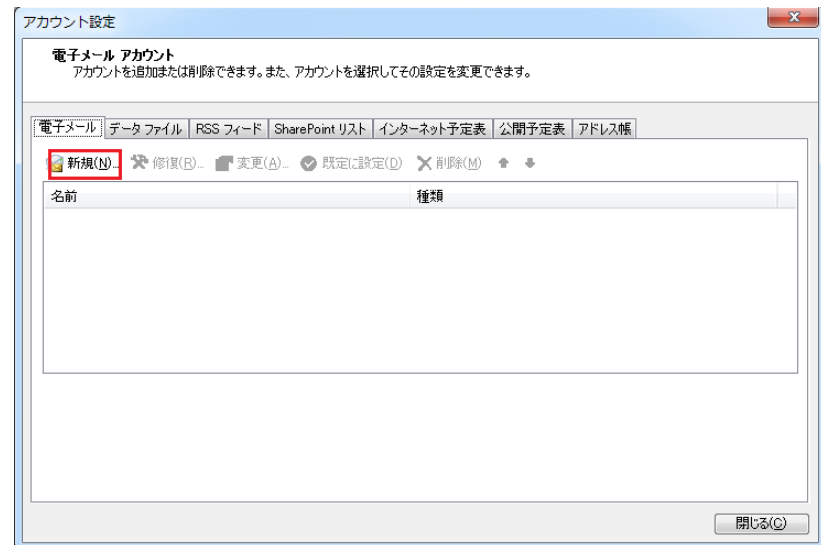 アカウント設定
電子メール アカウント
アカウントを追加または削除できます。また、アカウントを選択してその設定を変更できます。
電子メール データ ファイル RSS フィード SharePoint リスト インターネット予定表 公開予定表 アドレス帳
新規(N)... 修復(R)... 変更(A)... 既定に設定(D) 削除(M)
名前 種類
閉じる(C)